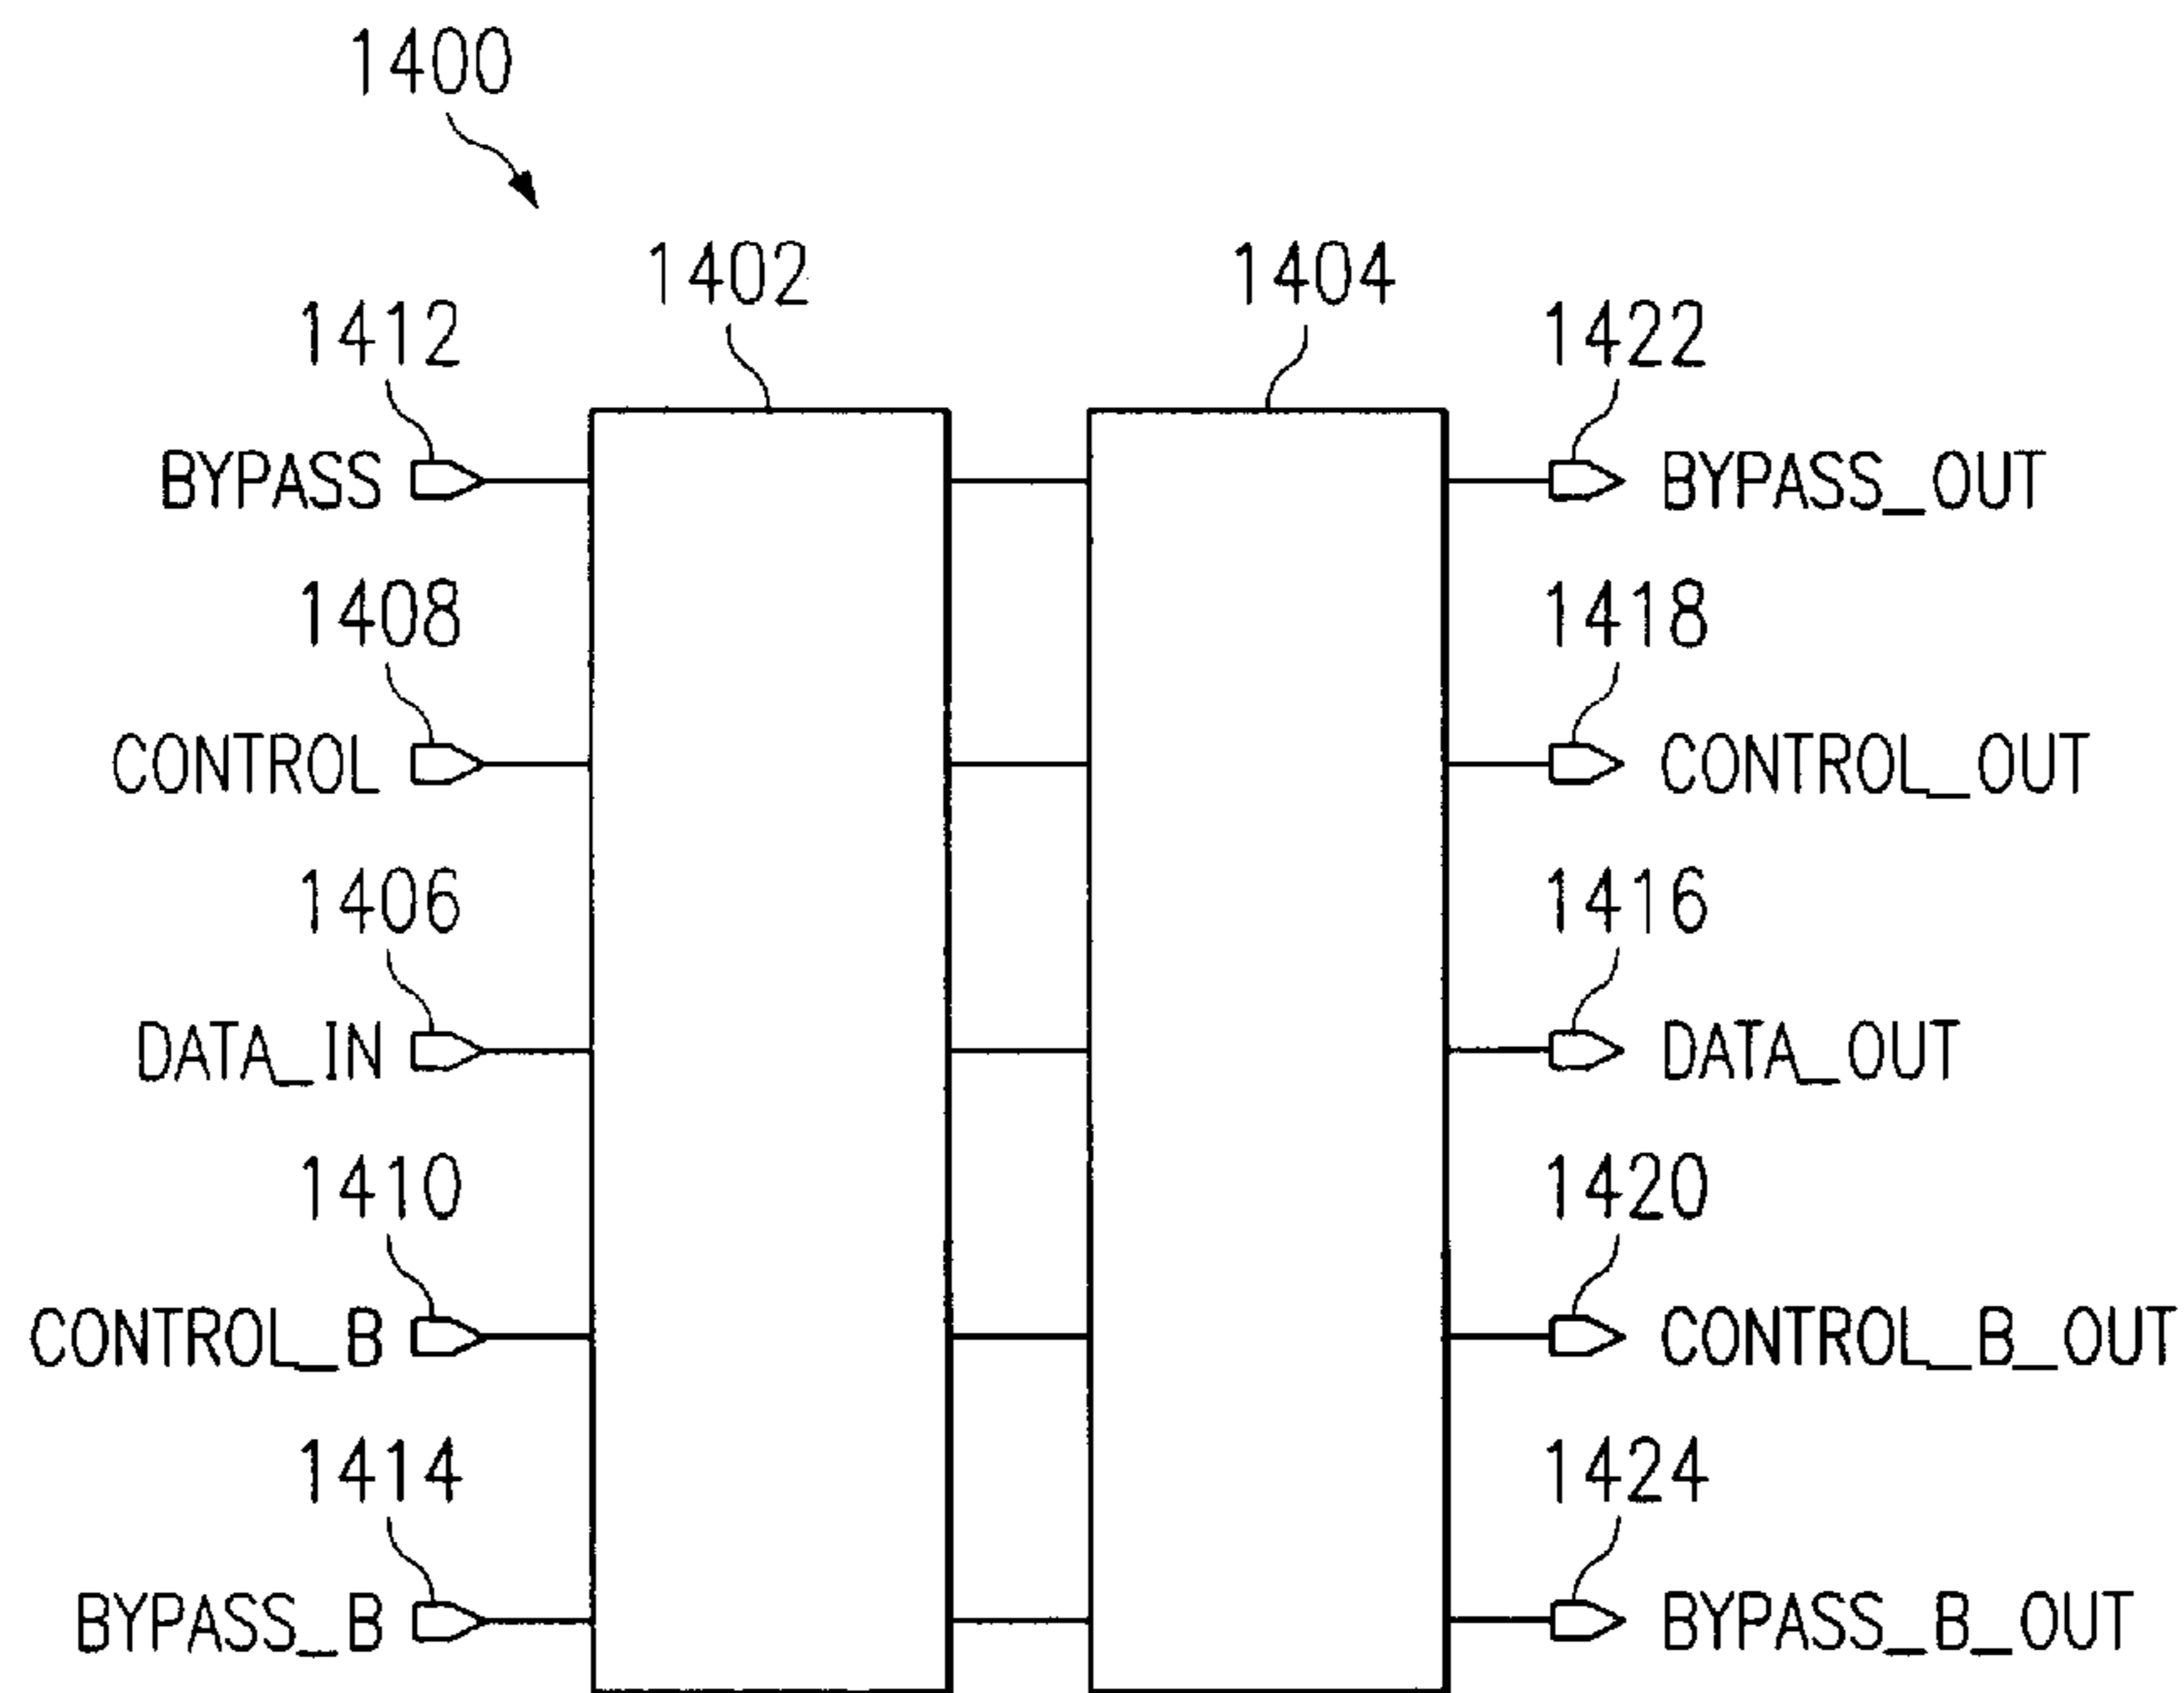 1400
1402
1404
1412
1422
BYPASS
BYPASS_OUT
1408
1418
CONTROL
CONTROL_OUT
1406
1416
DATA_IN
DATA_OUT
1410
1420
CONTROL_B
CONTROL_B_OUT
1414
1424
BYPASS_B
BYPASS_B_OUT